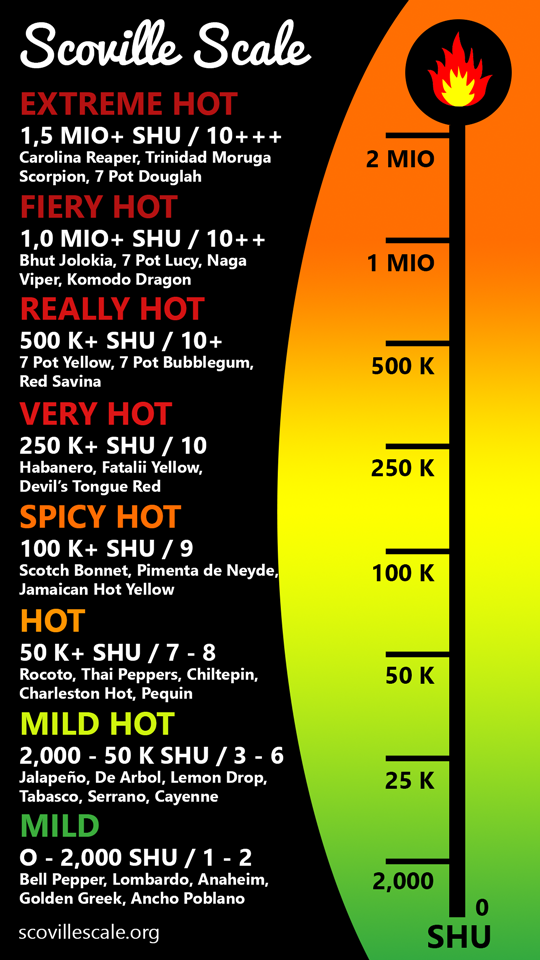 Scoville Scale
EXTREME HOT
1,5 MIO+ SHU / 10+++
Carolina Reaper, Trinidad Moruga
Scorpion, 7 Pot Douglah
FIERY HOT
1,0 MIO+ SHU / 10++
Bhut Jolokia, 7 Pot Lucy, Naga
Viper, Komodo Dragon
REALLY HOT
500 K+ SHU / 10+
7 Pot Yellow, 7 Pot Bubblegum,
Red Savina
VERY HOT
250 K+ SHU / 10
Habanero, Fatalii Yellow,
Devil’s Tongue Red
SPICY HOT
100 K+ SHU / 9
Scotch Bonnet, Pimenta de Neyde,
Jamaican Hot Yellow
HOT
50 K+ SHU / 7 - 8
Rocoto, Thai Peppers, Chiltepin,
Charleston Hot, Pequin
MILD HOT
2,000 - 50 K SHU / 3 - 6
Jalapeño, De Arbol, Lemon Drop,
Tabasco, Serrano, Cayenne
MILD
O - 2,000 SHU / 1 - 2
Bell Pepper, Lombardo, Anaheim,
Golden Greek, Ancho Poblano
scovillescale.org
2 MIO
1 MIO
500 K
250 K
100 K
50 K
25 K
2,000
0
SHU